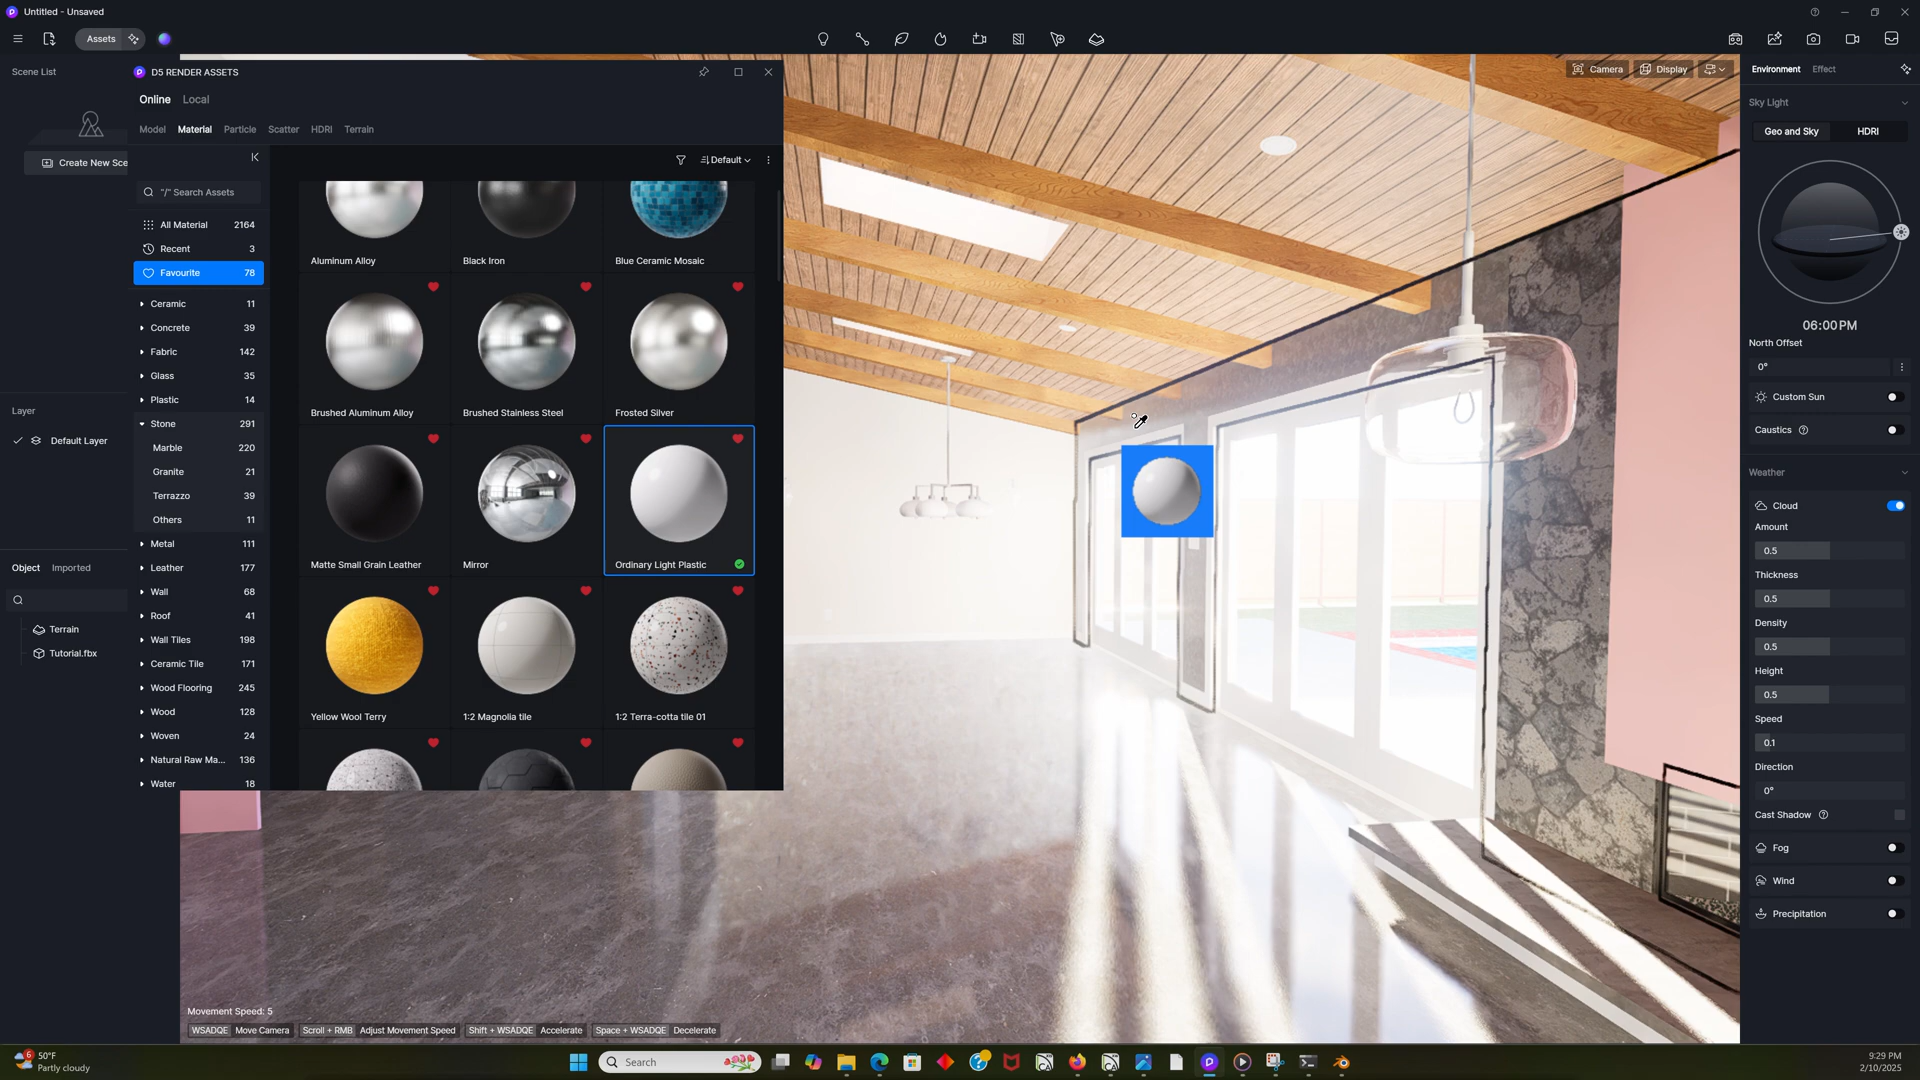 Untitled - Unsaved
Assets
Scene List
Create New Sce
Layer
Default Layer
Object Imported
Terrain
Tutorial.fbx
D5 RENDER ASSETS
Online Local
Model Material Particle Scatter HDRI Terrain
"/" Search Assets
Default
All Material 2164
Recent 3
Favourite 78
Ceramic 11
Concrete 39
Fabric 142
Glass 35
Plastic 14
Stone 291
Marble 220
Granite 21
Terrazzo 39
Others 11
Metal 111
Leather 177
Wall 68
Roof 41
Wall Tiles 198
Ceramic Tile 171
Wood Flooring 245
Wood 128
Woven 24
Natural Raw Ma... 136
Water 18
Aluminum Alloy Black Iron Blue Ceramic Mosaic
Brushed Aluminum Alloy Brushed Stainless Steel Frosted Silver
Matte Small Grain Leather Mirror Ordinary Light Plastic
Yellow Wool Terry 1:2 Magnolia tile 1:2 Terra-cotta tile 01
Camera Display
Environment Effect
Sky Light
Geo and Sky HDRI
06:00PM
North Offset
0°
Custom Sun
Caustics
Weather
Cloud
Amount
0.5
Thickness
0.5
Density
0.5
Height
0.5
Speed
0.1
Direction
0°
Cast Shadow
Fog
Wind
Precipitation
Movement Speed: 5
WSADQE Move Camera Scroll + RMB Adjust Movement Speed Shift + WSADQE Accelerate Space + WSADQE Decelerate
6
50°F
Partly cloudy
Search
9:29 PM
2/10/2025